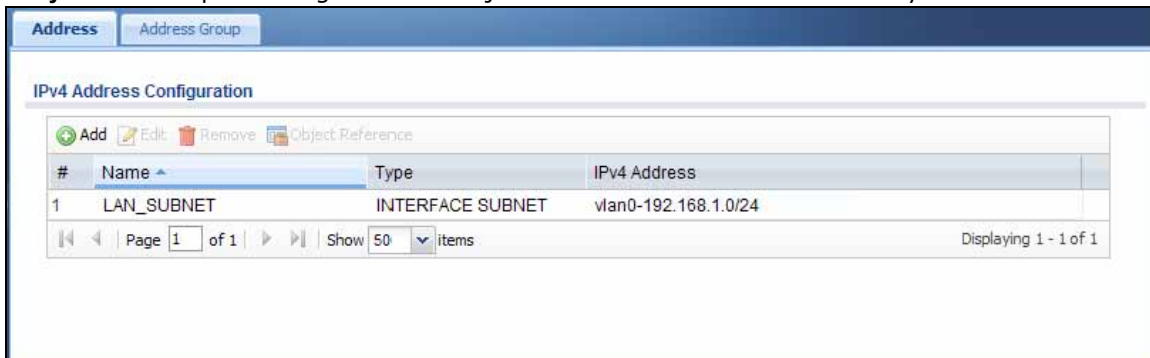 Address Address Group
IPv4 Address Configuration
Add Edit Remove Object Reference
# Name Type IPv4 Address
1 LAN_SUBNET INTERFACE SUBNET vlan0-192.168.1.0/24
Page 1 of 1 Show 50 items Displaying 1 - 1 of 1